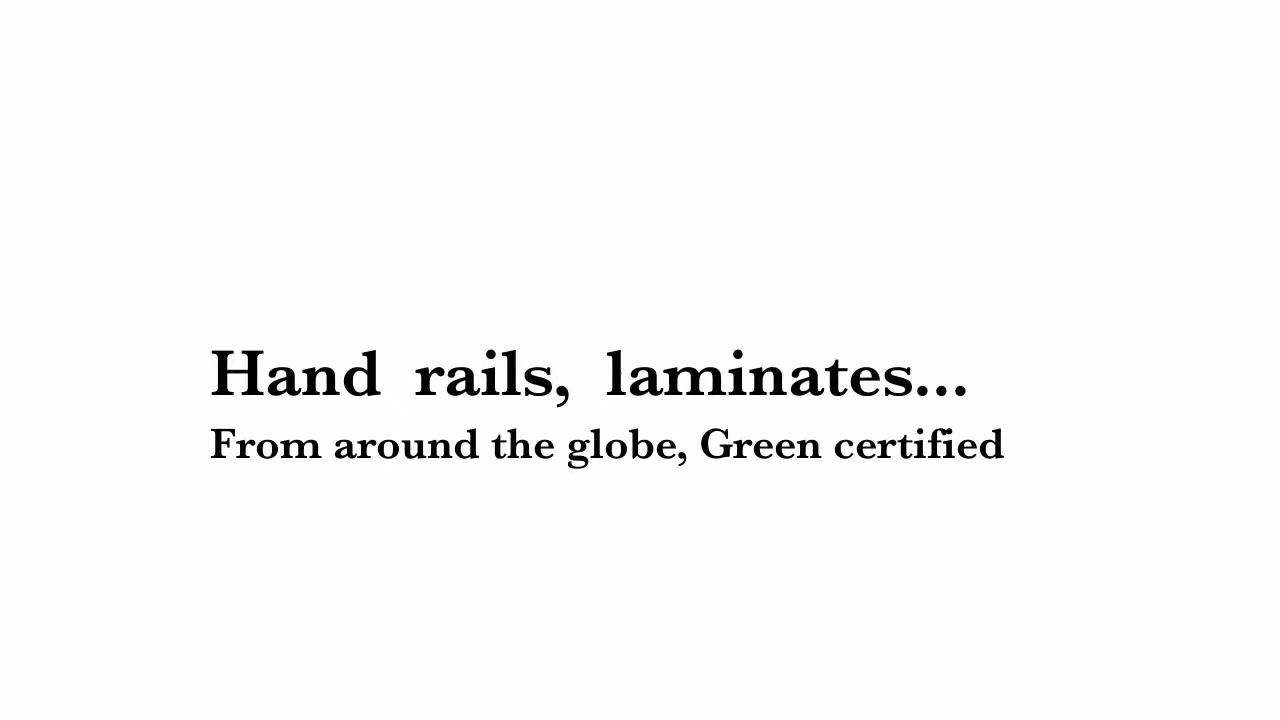 Hand rails, laminates...
From around the globe, Green certified